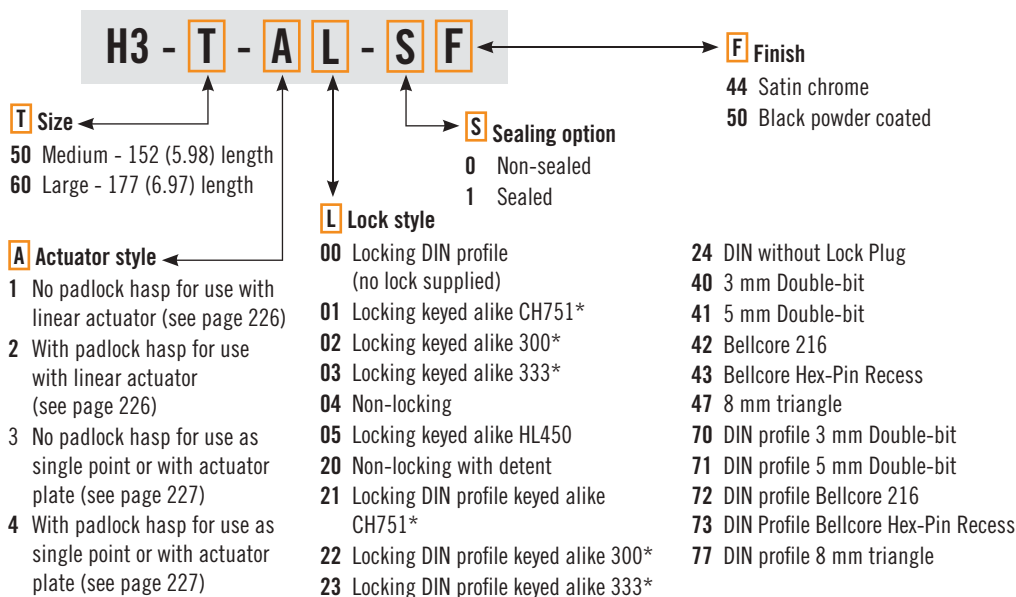 H3 - T - A L - S F
F Finish
44 Satin chrome
50 Black powder coated
T Size
50 Medium - 152 (5.98) length
60 Large - 177 (6.97) length
S Sealing option
0 Non-sealed
1 Sealed
A Actuator style
1 No padlock hasp for use with
linear actuator (see page 226)
2 With padlock hasp for use
with linear actuator
(see page 226)
3 No padlock hasp for use as
single point or with actuator
plate (see page 227)
4 With padlock hasp for use as
single point or with actuator
plate (see page 227)
L Lock style
00 Locking DIN profile
(no lock supplied)
01 Locking keyed alike CH751*
02 Locking keyed alike 300*
03 Locking keyed alike 333*
04 Non-locking
05 Locking keyed alike HL450
20 Non-locking with detent
21 Locking DIN profile keyed alike
CH751*
22 Locking DIN profile keyed alike 300*
23 Locking DIN profile keyed alike 333*
24 DIN without Lock Plug
40 3 mm Double-bit
41 5 mm Double-bit
42 Bellcore 216
43 Bellcore Hex-Pin Recess
47 8 mm triangle
70 DIN profile 3 mm Double-bit
71 DIN profile 5 mm Double-bit
72 DIN profile Bellcore 216
73 DIN Profile Bellcore Hex-Pin Recess
77 DIN profile 8 mm triangle